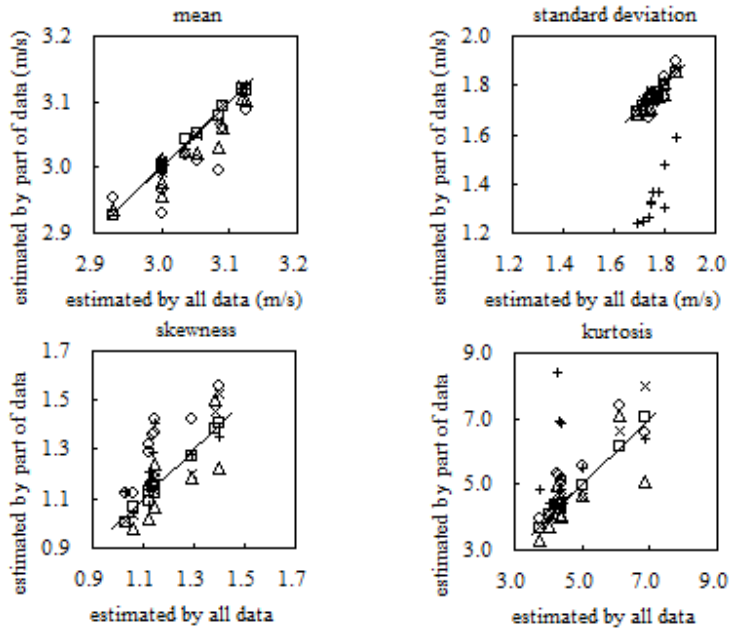 mean
3.2
3.1
3.0
2.9
2.9 3.0 3.1 3.2
estimated by part of data (m/s)
estimated by all data (m/s)
standard deviation
2.0
1.8
1.6
1.4
1.2
1.2 1.4 1.6 1.8 2.0
estimated by part of data (m/s)
estimated by all data (m/s)
skewness
1.7
1.5
1.3
1.1
0.9
0.9 1.1 1.3 1.5 1.7
estimated by part of data
estimated by all data
kurtosis
9.0
7.0
5.0
3.0
3.0 5.0 7.0 9.0
estimated by part of data
estimated by all data